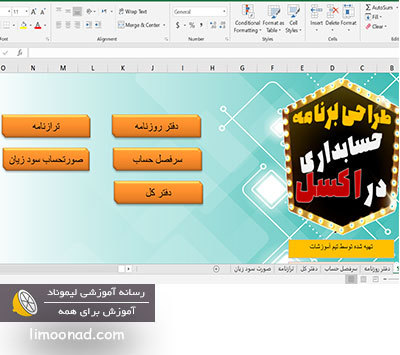 AutoSum
Wrap Text
General
Fill
Merge & Center
$ % 9
Conditional Formatting
Format as Table
Cell Styles
Insert
Delete
Format
Clear
Font
Alignment
Number
Styles
Cells
O N M L K J I H G F E D C B
طراحی برنامه
حسابداری
در اکسل
دفتر روزنامه
ترازنامه
سرفصل حساب
صورتحساب سود زیان
دفتر کل
تهیه شده توسط تیم آموزشات
دفتر روزنامه
سرفصل حساب
دفتر کل
ترازنامه
صورت سود زیان
رسانه آموزشی لیموناد
آموزش برای همه
limoonad.com